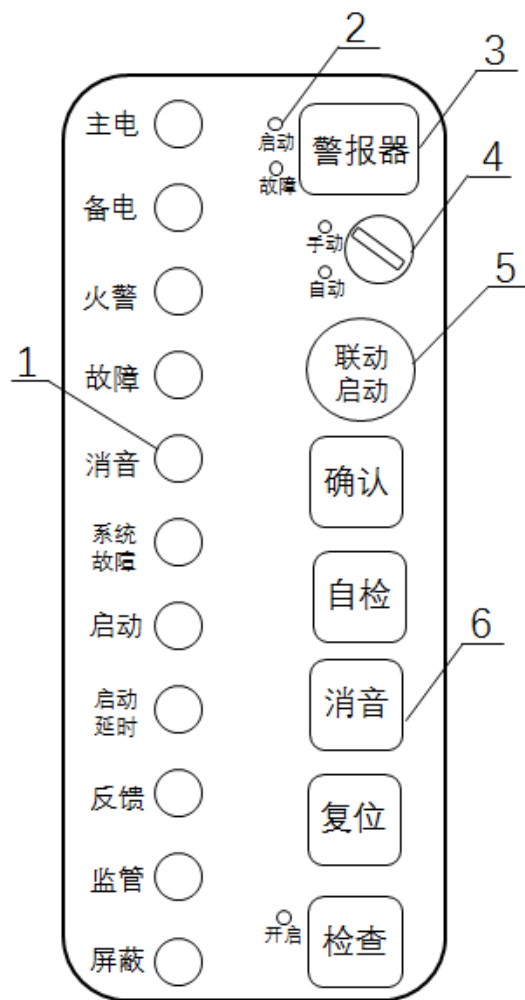 2
3
主电
启动
警报器
故障
4
备电
手动
自动
火警
5
联动
启动
1
故障
消音
确认
系统
故障
自检
启动
6
消音
启动
延时
反馈
复位
监管
开启
检查
屏蔽